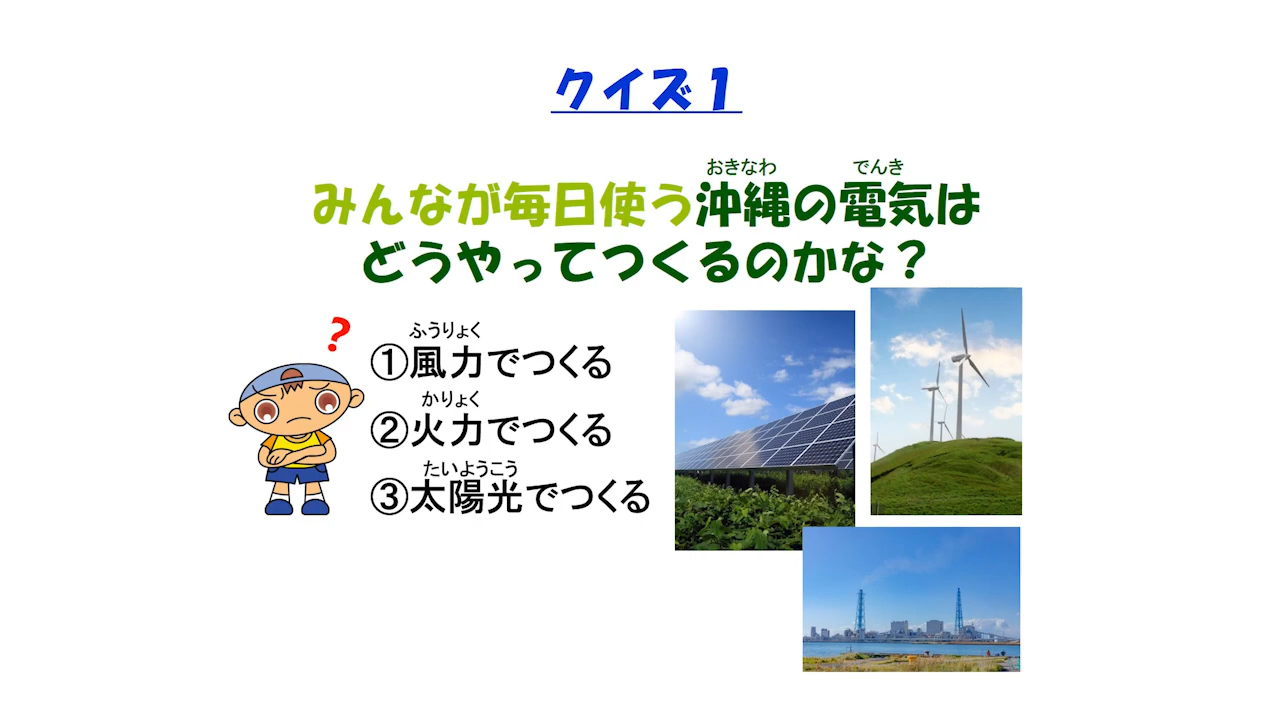 クイズ1
おきなわ でんき
みんなが毎日使う沖縄の電気は
どうやってつくるのかな？
?
ふうりょく
①風力でつくる
かりょく
②火力でつくる
たいようこう
③太陽光でつくる